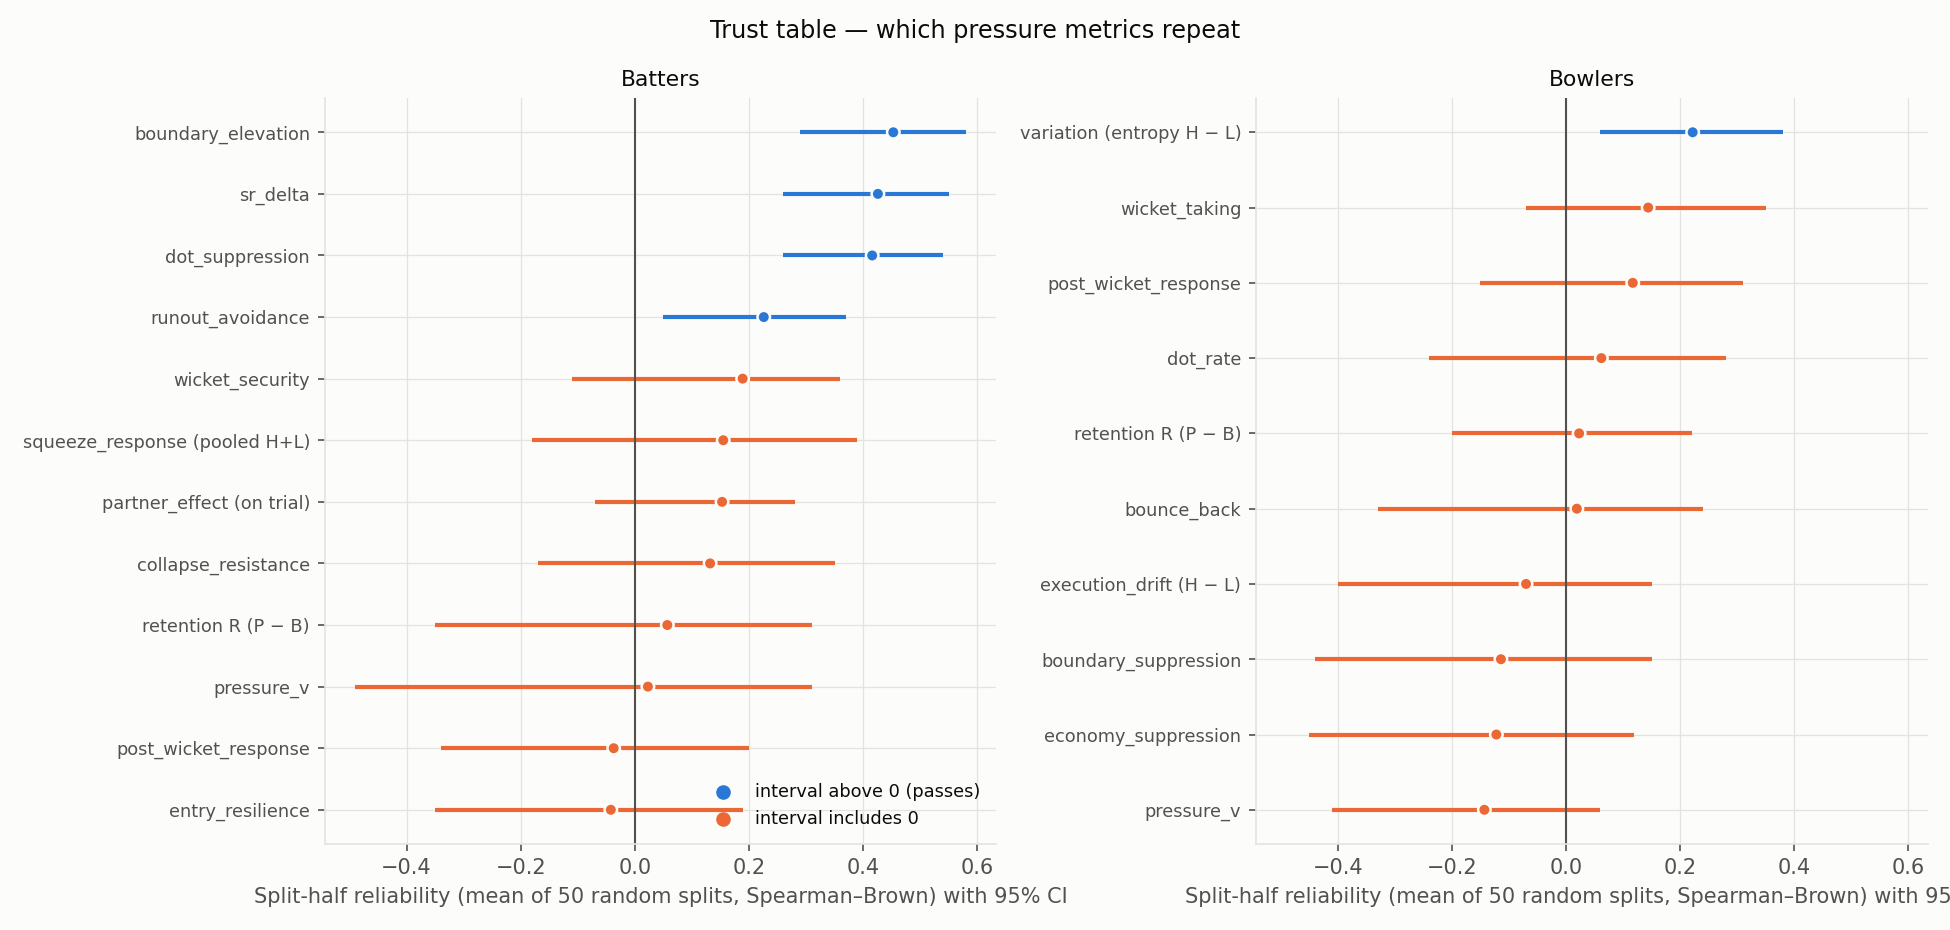 Trust table — which pressure metrics repeat
Batters
boundary_elevation
sr_delta
dot_suppression
runout_avoidance
wicket_security
squeeze_response (pooled H+L)
partner_effect (on trial)
collapse_resistance
retention R (P − B)
pressure_v
post_wicket_response
entry_resilience
interval above 0 (passes)
interval includes 0
−0.4 −0.2 0.0 0.2 0.4 0.6
Split-half reliability (mean of 50 random splits, Spearman–Brown) with 95% CI
Bowlers
variation (entropy H − L)
wicket_taking
post_wicket_response
dot_rate
retention R (P − B)
bounce_back
execution_drift (H − L)
boundary_suppression
economy_suppression
pressure_v
−0.4 −0.2 0.0 0.2 0.4 0.6
Split-half reliability (mean of 50 random splits, Spearman–Brown) with 95